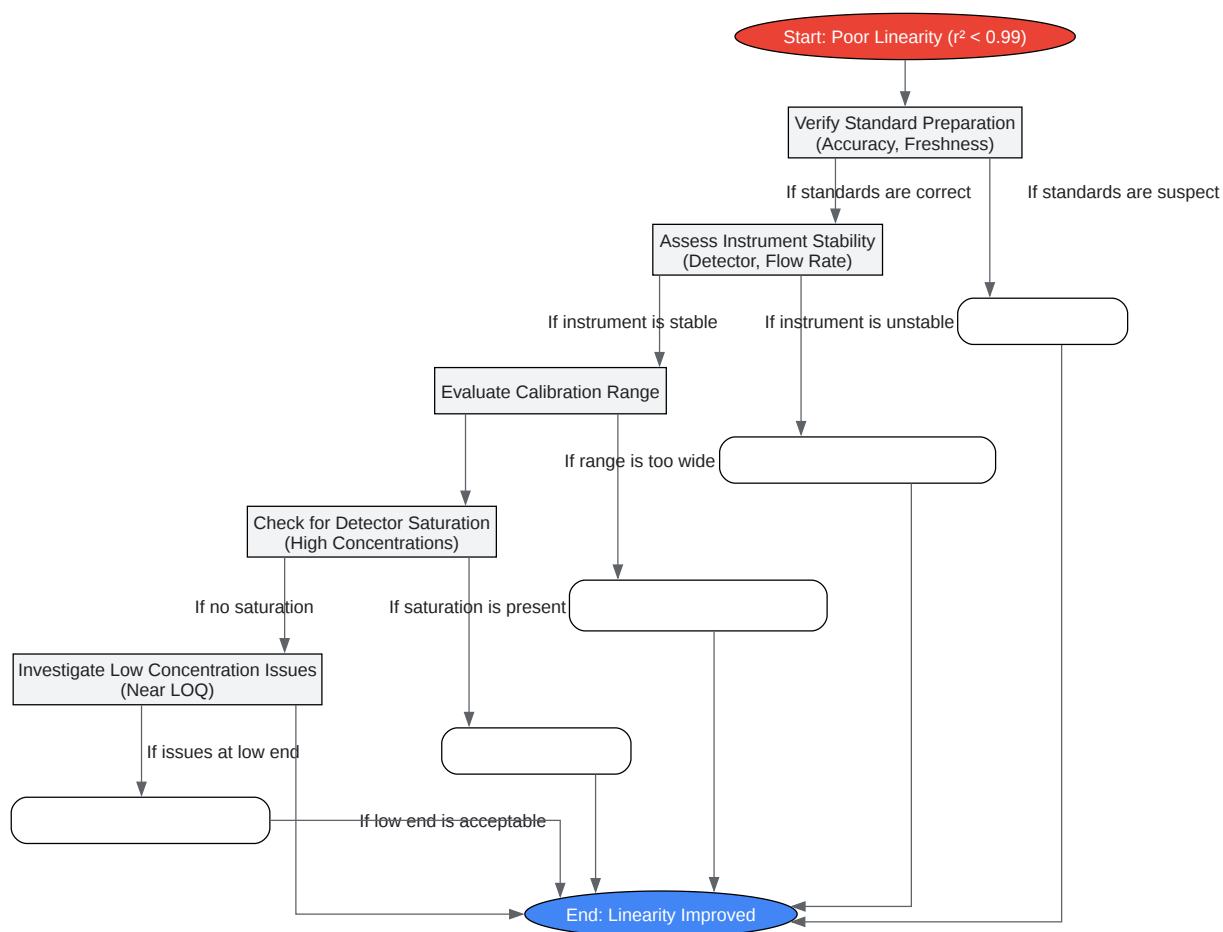 Start: Poor Linearity (r² < 0.99)
Verify Standard Preparation
(Accuracy, Freshness)
If standards are correct
If standards are suspect
Assess Instrument Stability
(Detector, Flow Rate)
If instrument is stable
If instrument is unstable
Evaluate Calibration Range
If range is too wide
Check for Detector Saturation
(High Concentrations)
If no saturation
If saturation is present
Investigate Low Concentration Issues
(Near LOQ)
If issues at low end
If low end is acceptable
End: Linearity Improved